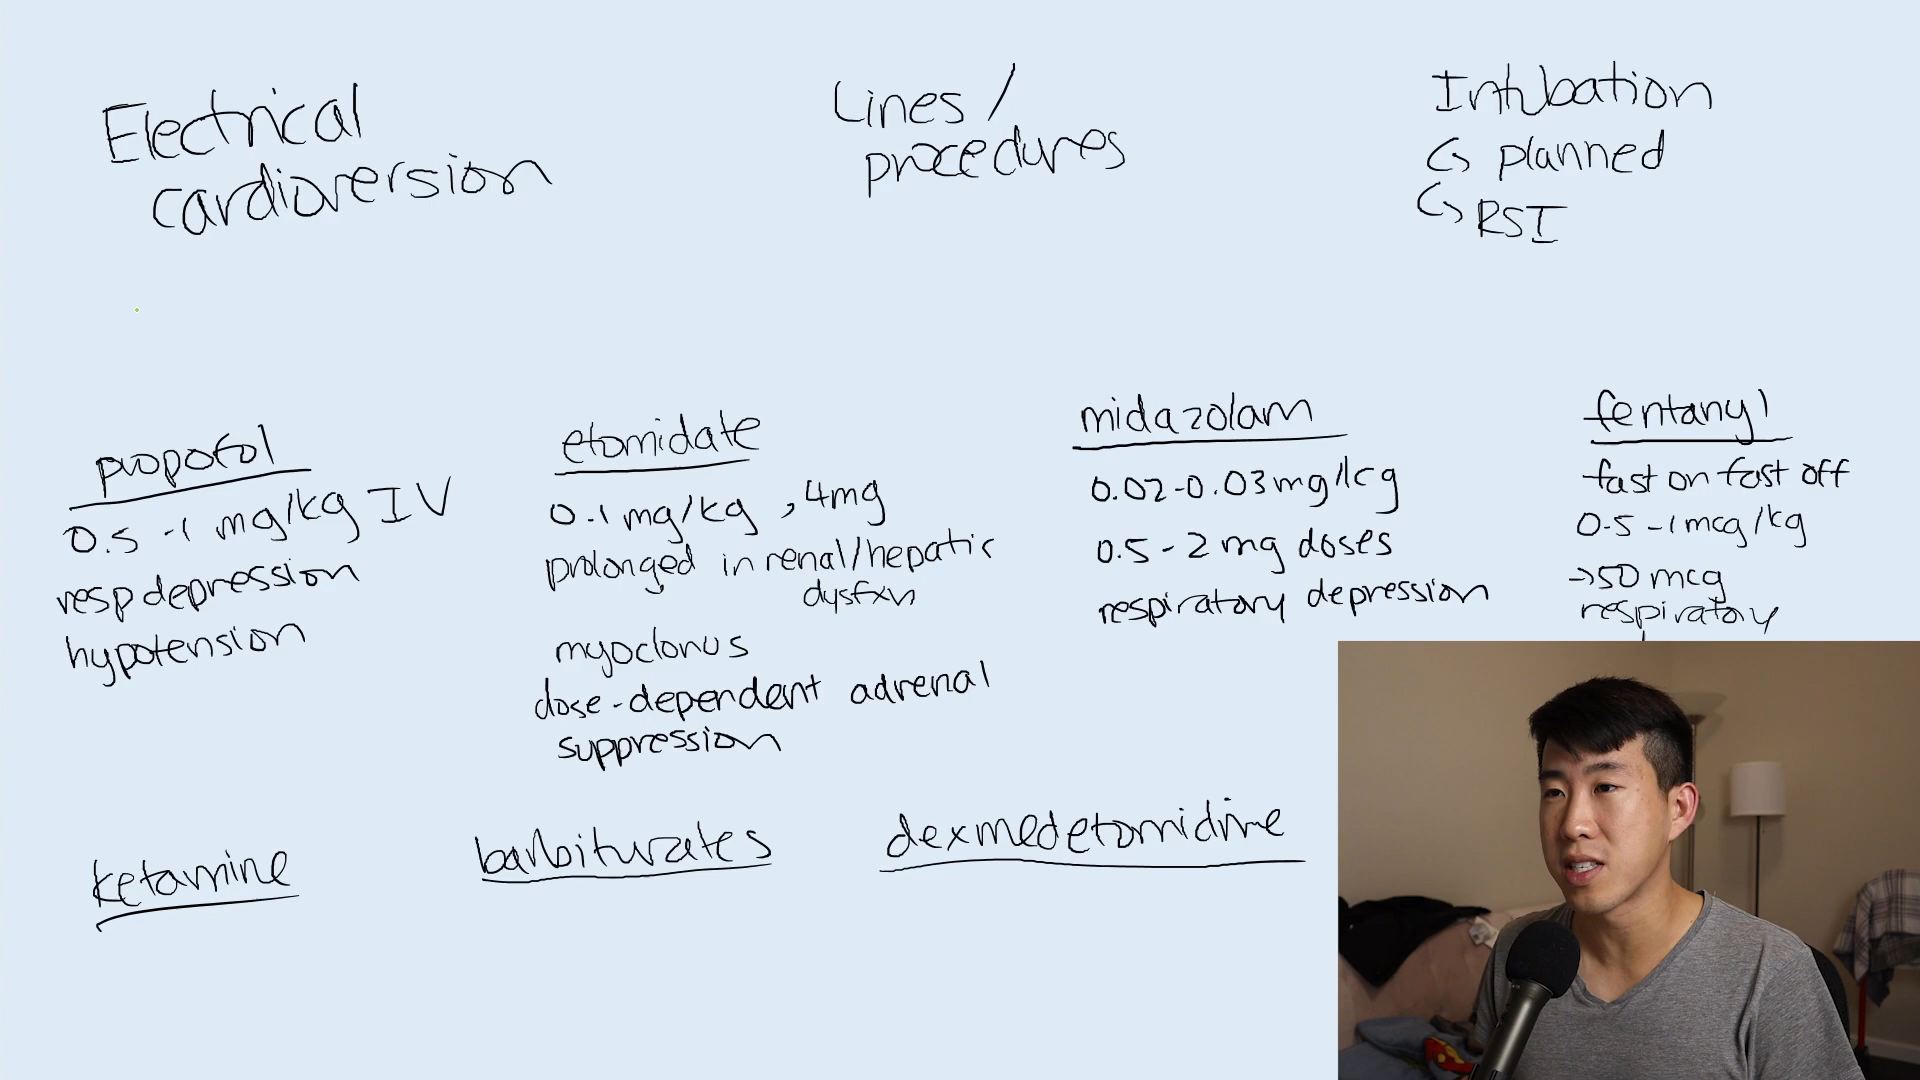 Electrical
cardioversion
Lines /
procedures
Intubation
↳ planned
↳ RSI
propofol
0.5-1 mg/kg IV
resp depression
hypotension
etomidate
0.1 mg/kg, 4mg
prolonged in renal/hepatic
dysfxn
myoclonus
dose-dependent adrenal
suppression
midazolam
0.02-0.03 mg/kg
0.5-2 mg doses
respiratory depression
fentanyl
fast on fast off
0.5-1 mcg/kg
→50 mcg
respiratory
ketamine
barbiturates
dexmedetomidine